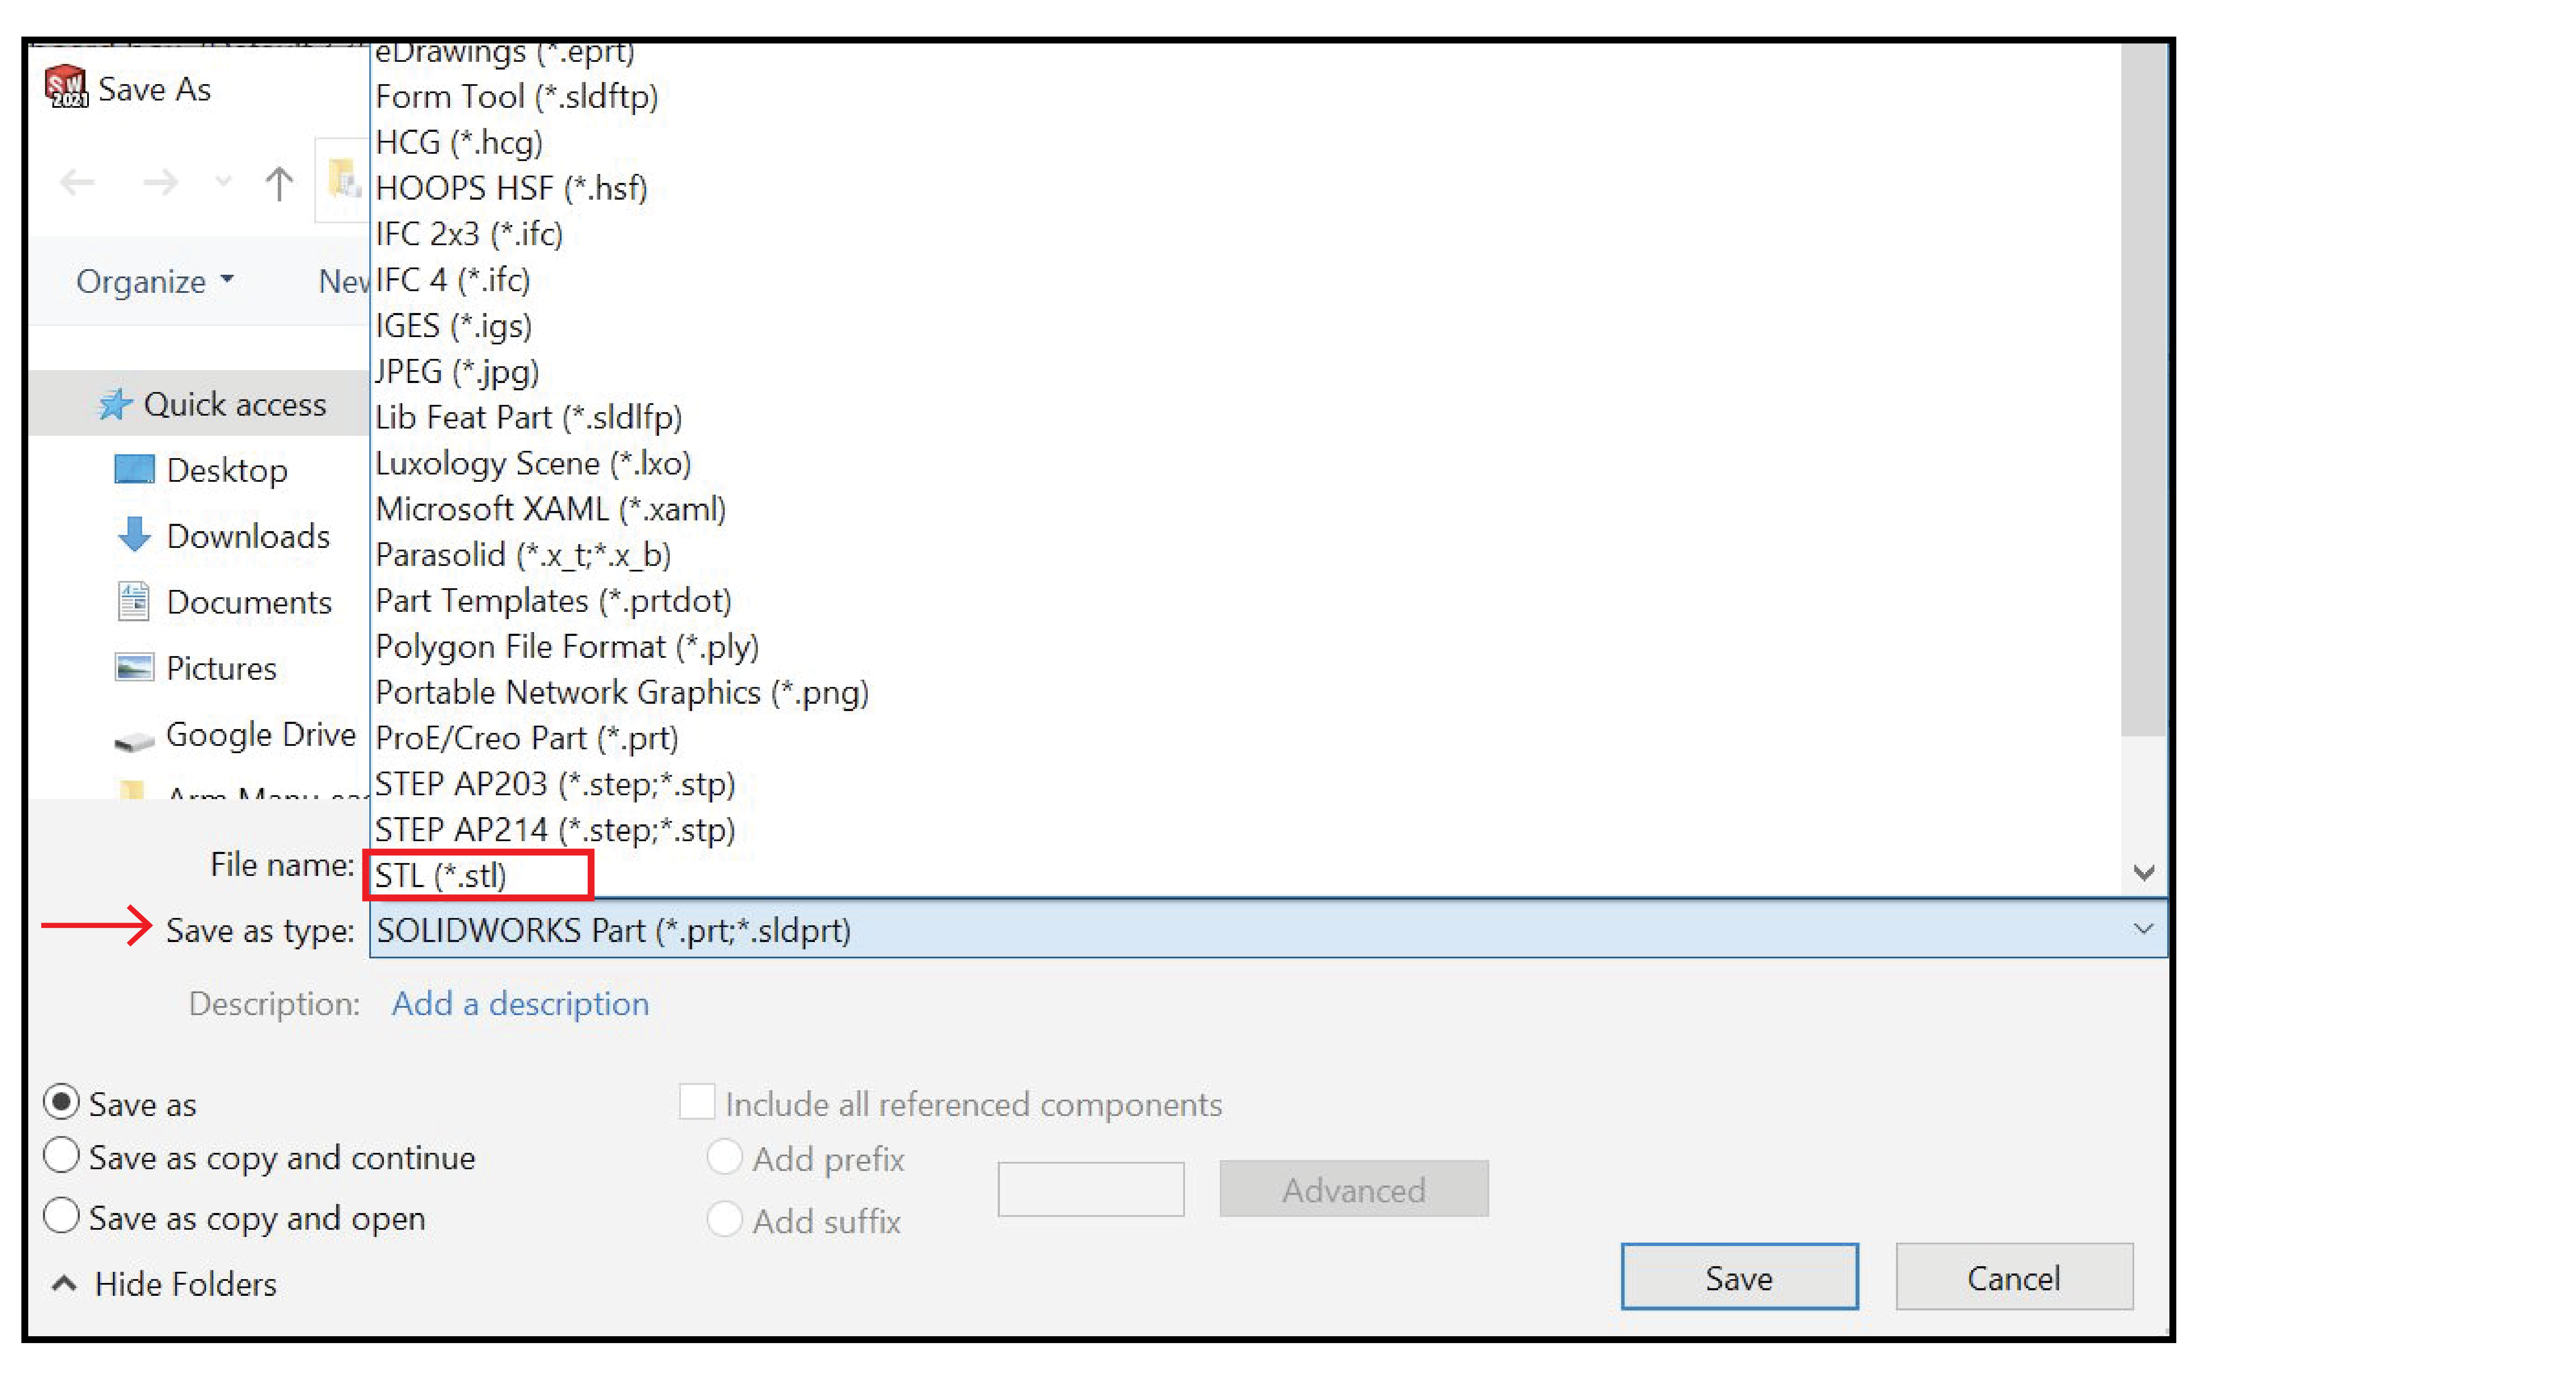 SW
2021
Save As
Organize
New
Quick access
Desktop
Downloads
Documents
Pictures
Google Drive
eDrawings (*.eprt)
Form Tool (*.sldftp)
HCG (*.hcg)
HOOPS HSF (*.hsf)
IFC 2x3 (*.ifc)
IFC 4 (*.ifc)
IGES (*.igs)
JPEG (*.jpg)
Lib Feat Part (*.sldlfp)
Luxology Scene (*.lxo)
Microsoft XAML (*.xaml)
Parasolid (*.x_t;*.x_b)
Part Templates (*.prtdot)
Polygon File Format (*.ply)
Portable Network Graphics (*.png)
ProE/Creo Part (*.prt)
STEP AP203 (*.step;*.stp)
STEP AP214 (*.step;*.stp)
STL (*.stl)
File name:
Save as type: SOLIDWORKS Part (*.prt;*.sldprt)
Description: Add a description
Save as
Save as copy and continue
Save as copy and open
Include all referenced components
Add prefix
Add suffix
Advanced
Hide Folders
Save
Cancel